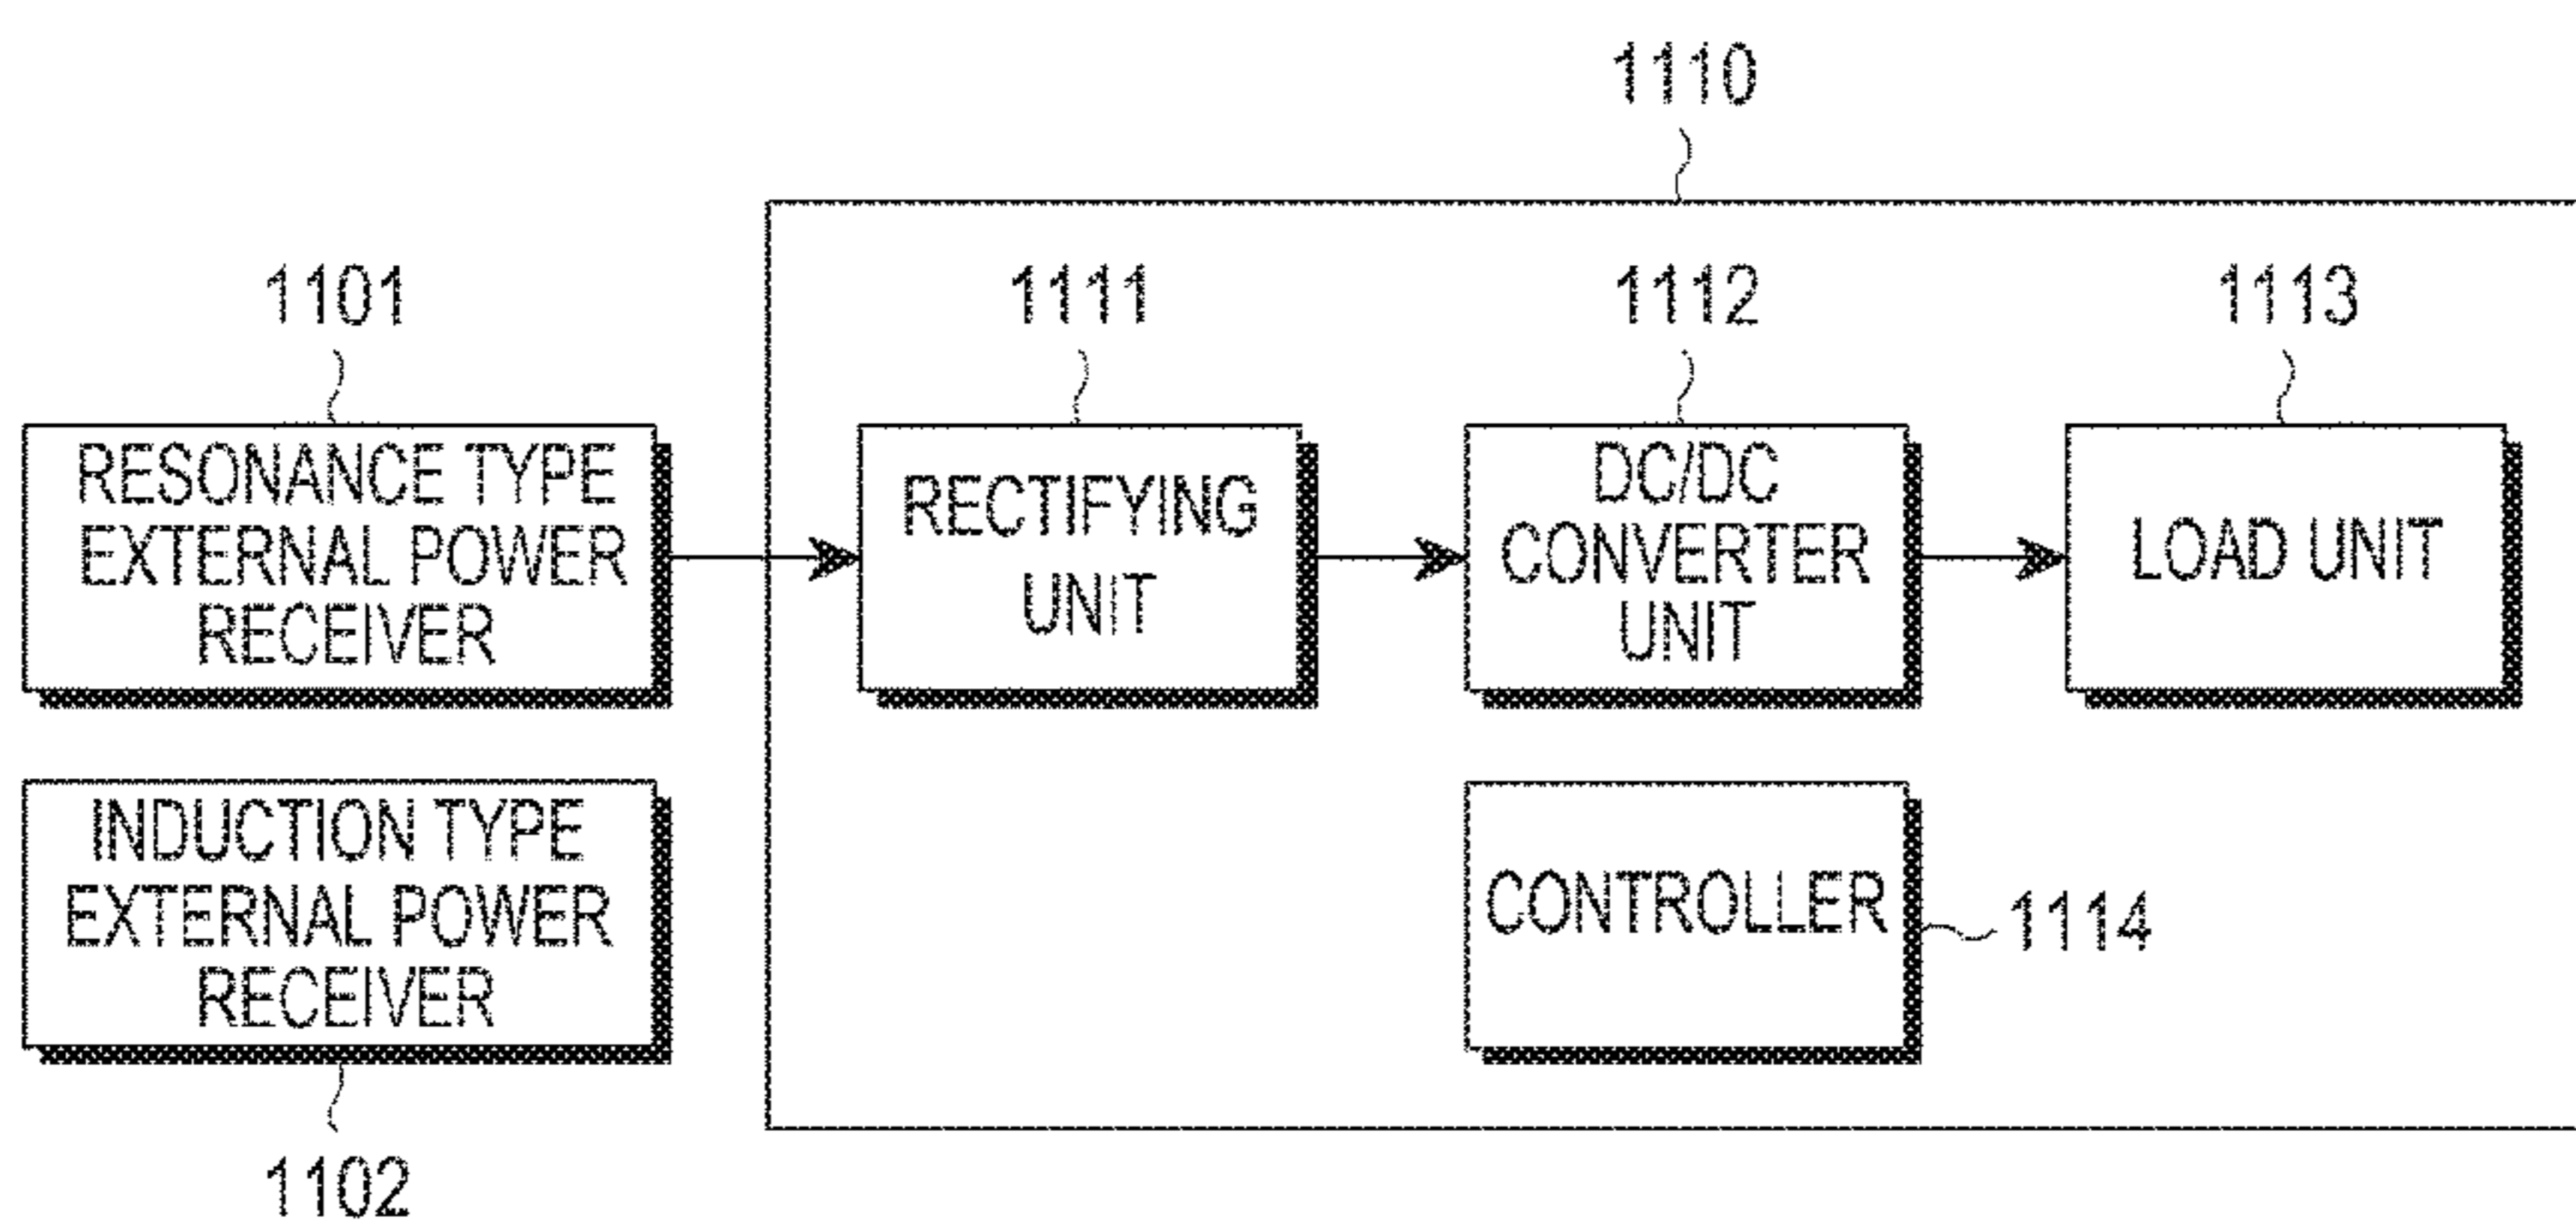 1110
1101
1111
1112
1113
RESONANCE TYPE
EXTERNAL POWER
RECEIVER
RECTIFYING
UNIT
DC/DC
CONVERTER
UNIT
LOAD UNIT
INDUCTION TYPE
EXTERNAL POWER
RECEIVER
CONTROLLER
1114
1102